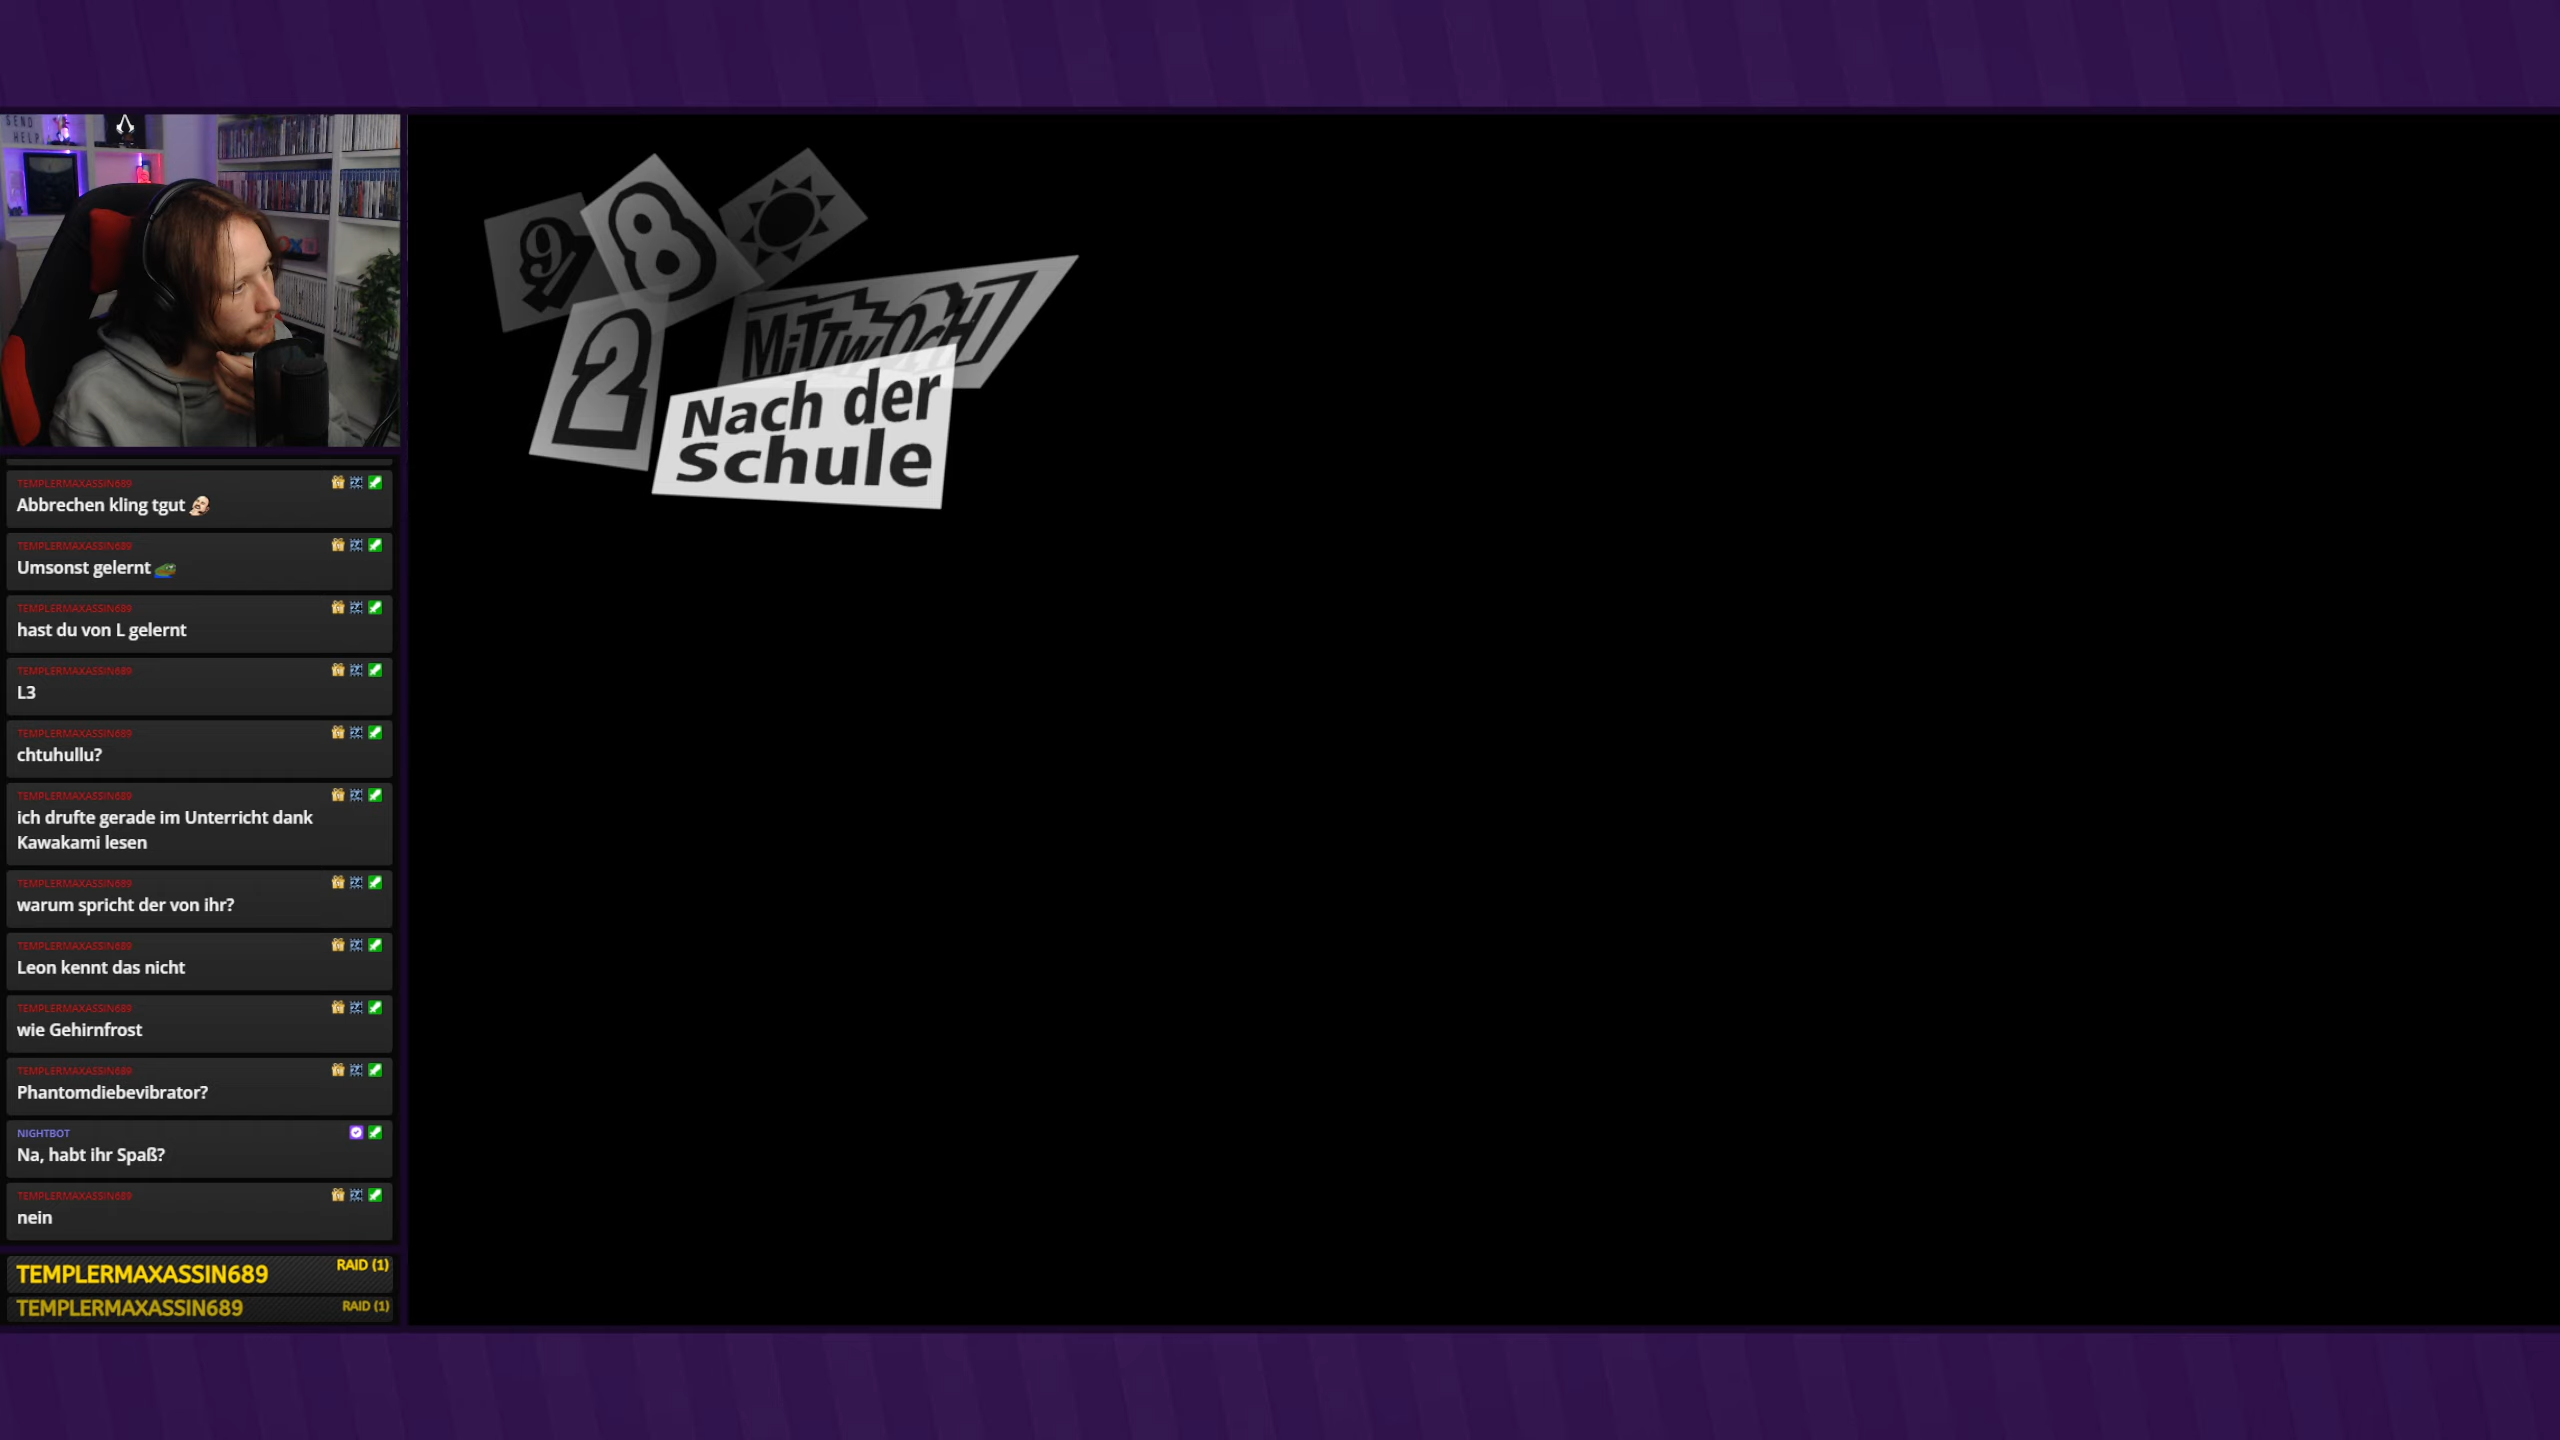 SEND
HELP
TEMPLERMAXASSIN689
Abbrechen kling tgut
TEMPLERMAXASSIN689
Umsonst gelernt
TEMPLERMAXASSIN689
hast du von L gelernt
TEMPLERMAXASSIN689
L3
TEMPLERMAXASSIN689
chtuhullu?
TEMPLERMAXASSIN689
ich drufte gerade im Unterricht dank
Kawakami lesen
TEMPLERMAXASSIN689
warum spricht der von ihr?
TEMPLERMAXASSIN689
Leon kennt das nicht
TEMPLERMAXASSIN689
wie Gehirnfrost
TEMPLERMAXASSIN689
Phantomdiebevibrator?
NIGHTBOT
Na, habt ihr Spaß?
TEMPLERMAXASSIN689
nein
TEMPLERMAXASSIN689 RAID (1)
TEMPLERMAXASSIN689 RAID (1)
9/ 8
2 MiTTwOcH
Nach der
Schule